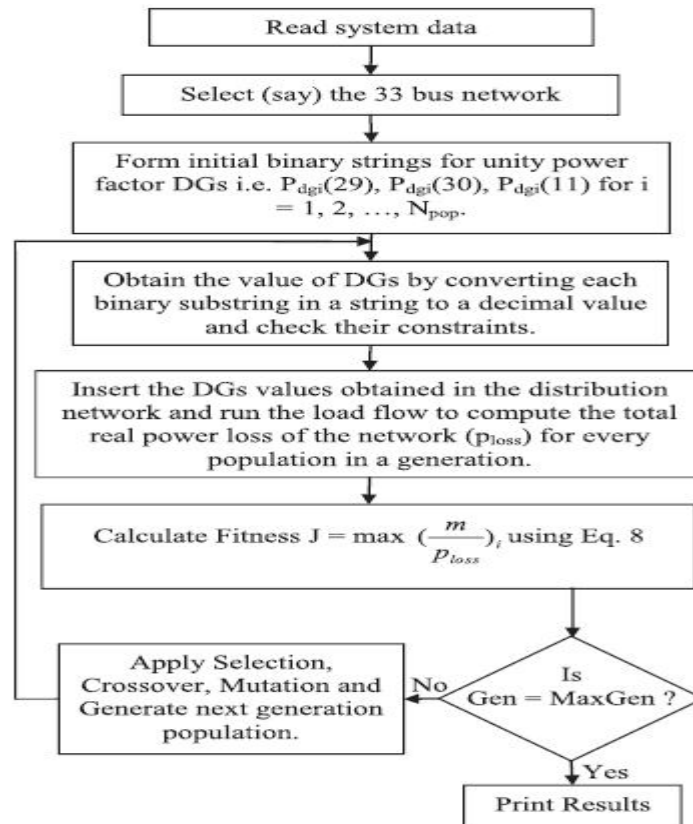 Read system data
Select (say) the 33 bus network
Form initial binary strings for unity power
factor DGs i.e. Pdgi(29), Pdgi(30), Pdgi(11) for i
= 1, 2, …, Npop.
Obtain the value of DGs by converting each
binary substring in a string to a decimal value
and check their constraints.
Insert the DGs values obtained in the distribution
network and run the load flow to compute the total
real power loss of the network (ploss) for every
population in a generation.
Calculate Fitness J = max (m/ploss)i using Eq. 8
Apply Selection,
Crossover, Mutation and
Generate next generation
population.
No
Is
Gen = MaxGen ?
Yes
Print Results